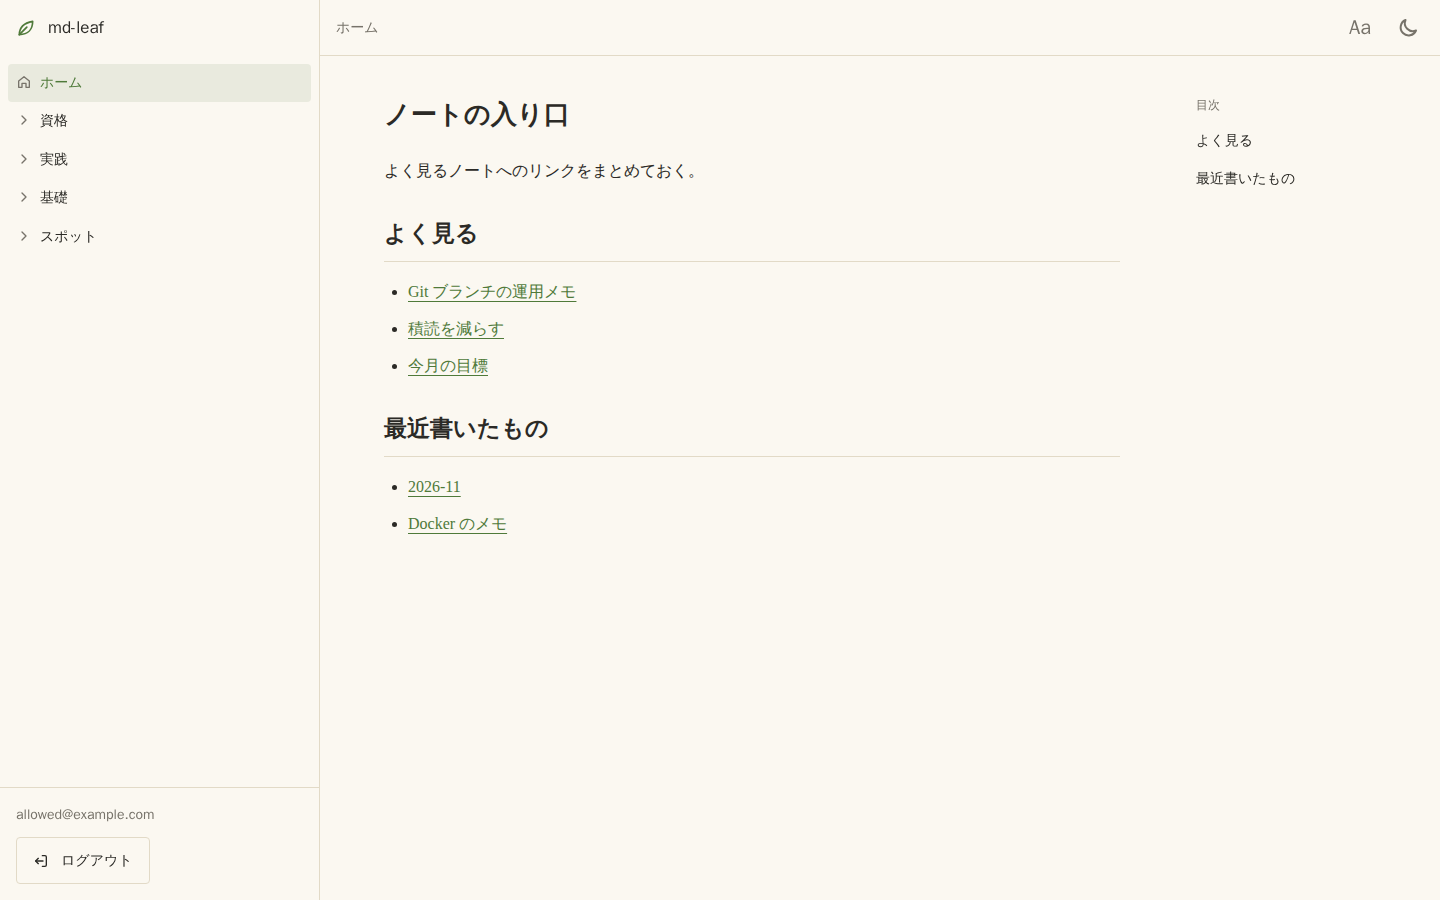 md-leaf
ホーム
資格
実践
基礎
スポット
allowed@example.com
ログアウト
ホーム
Aa
ノートの入り口
よく見るノートへのリンクをまとめておく。
よく見る
Git ブランチの運用メモ
積読を減らす
今月の目標
最近書いたもの
2026-11
Docker のメモ
目次
よく見る
最近書いたもの